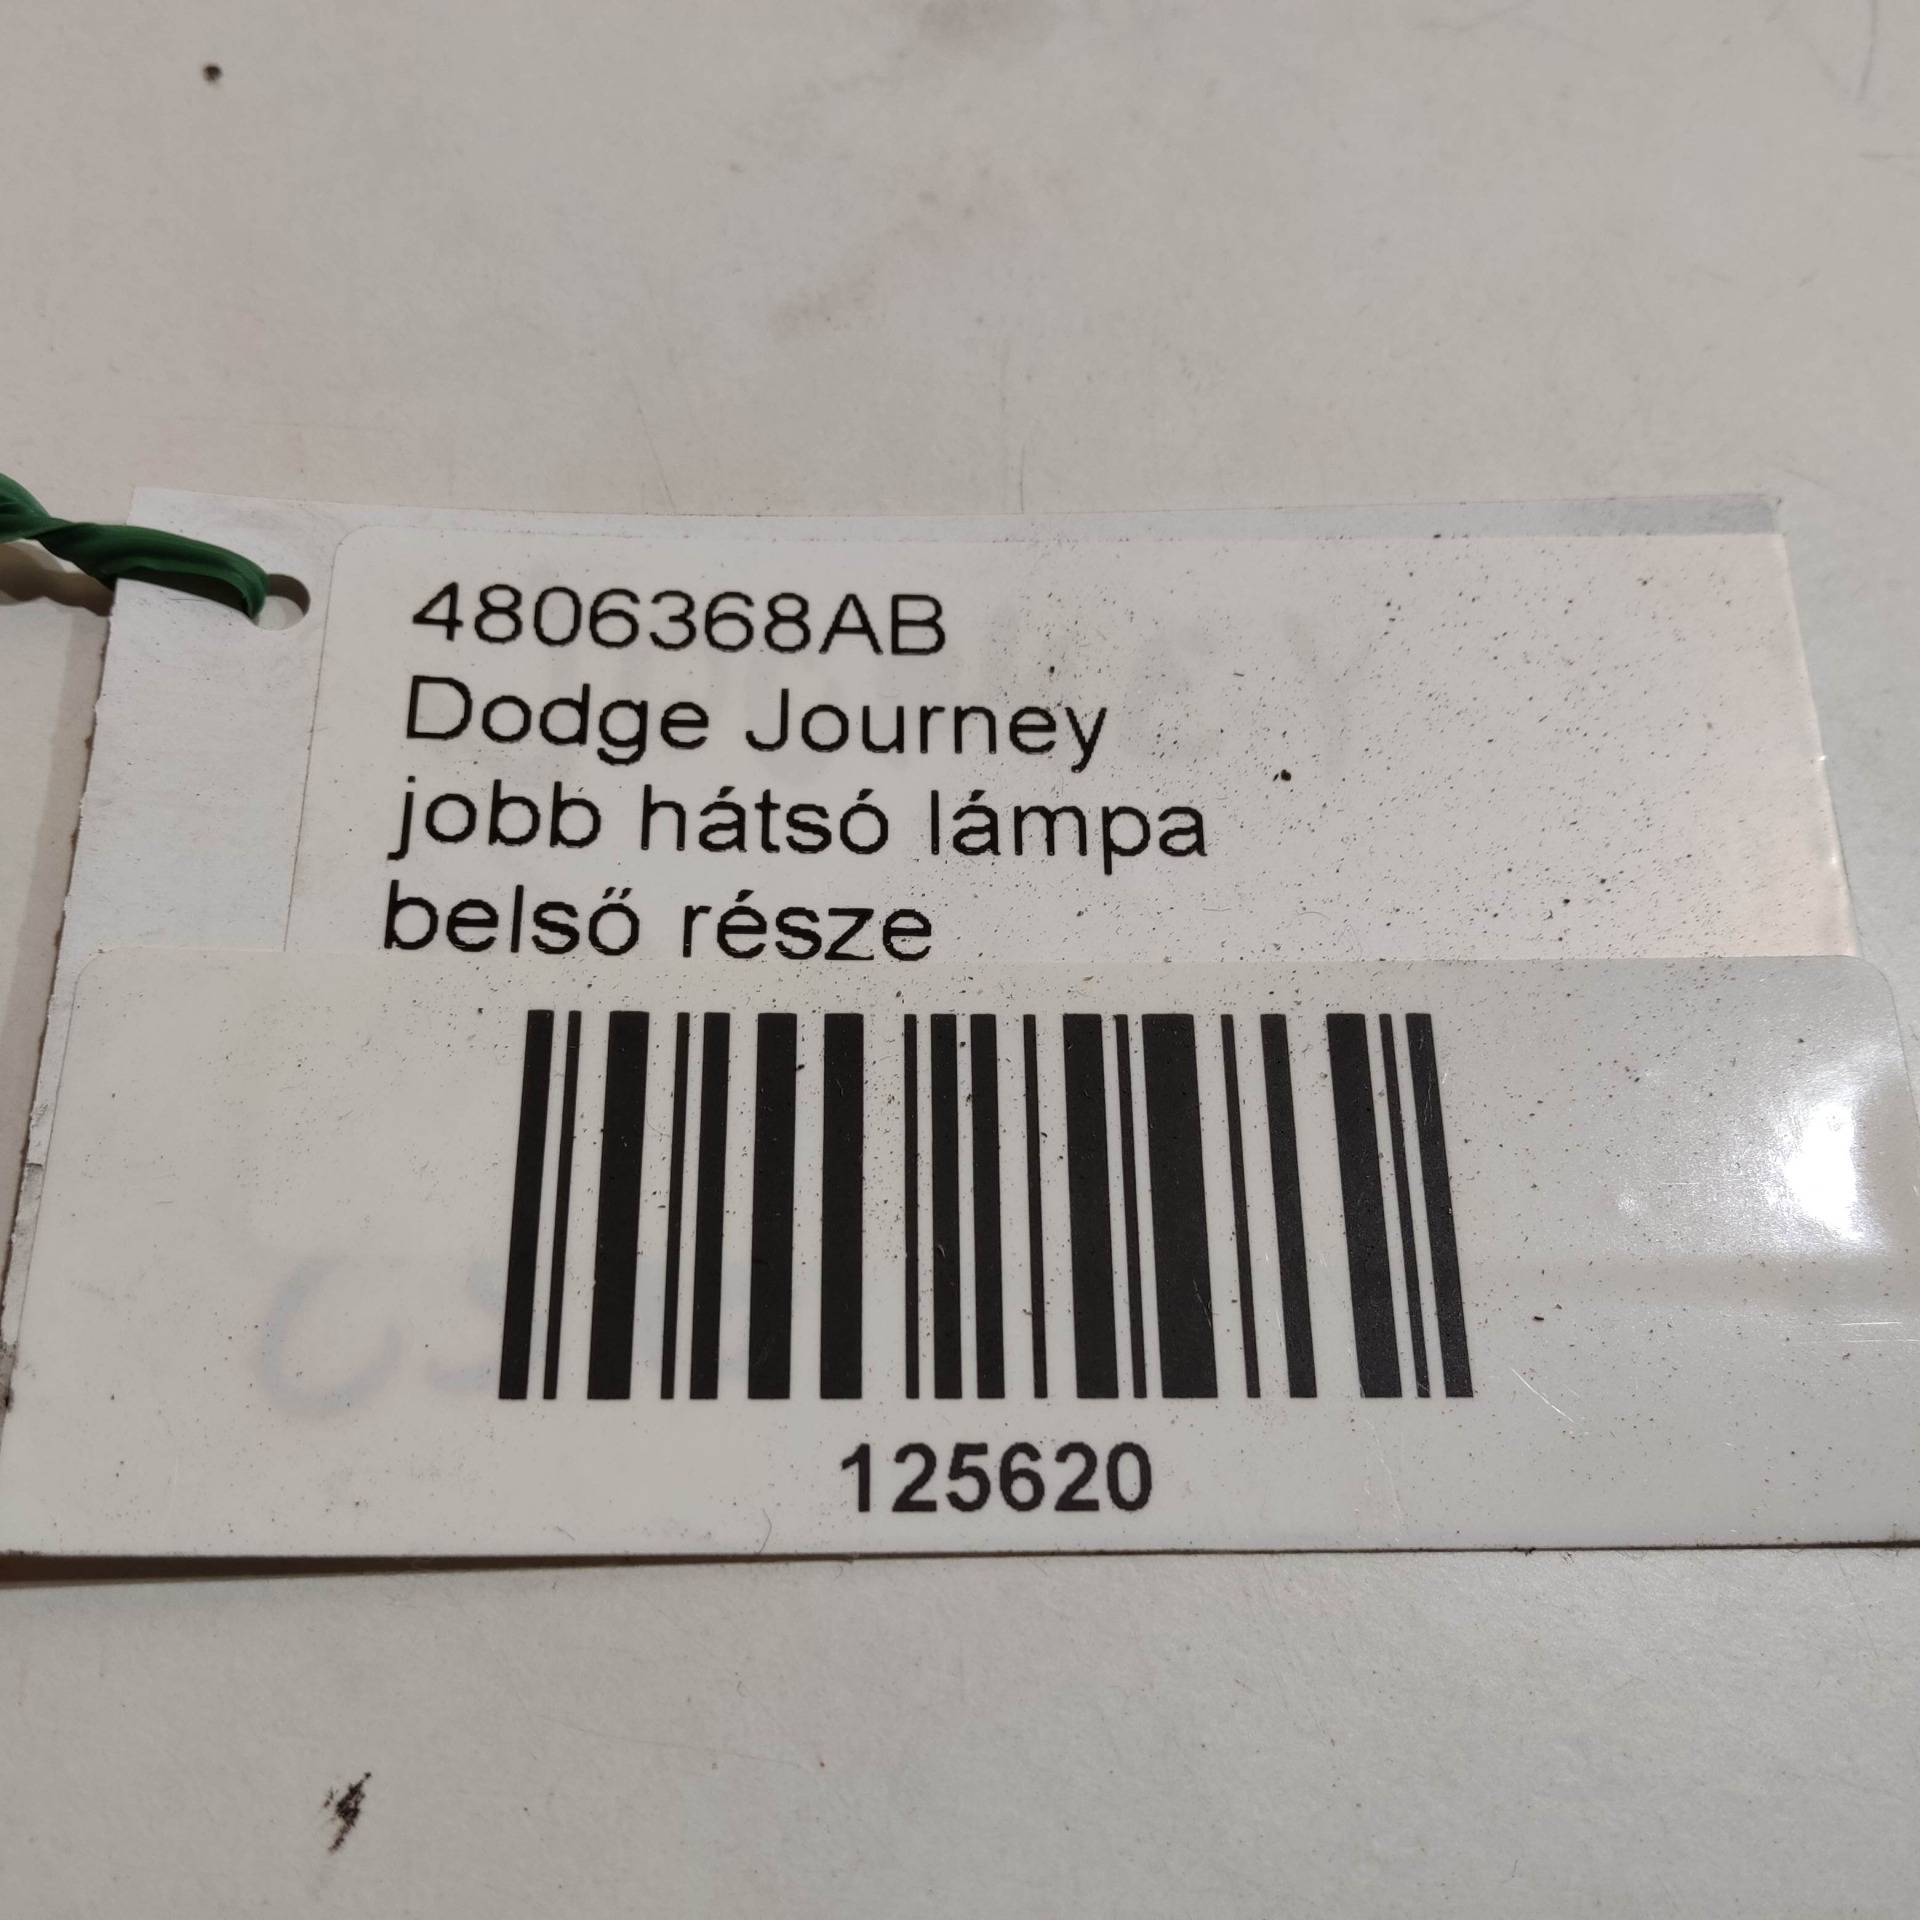 4806368AB
Dodge Journey
jobb hátsó lámpa
belső része
125620